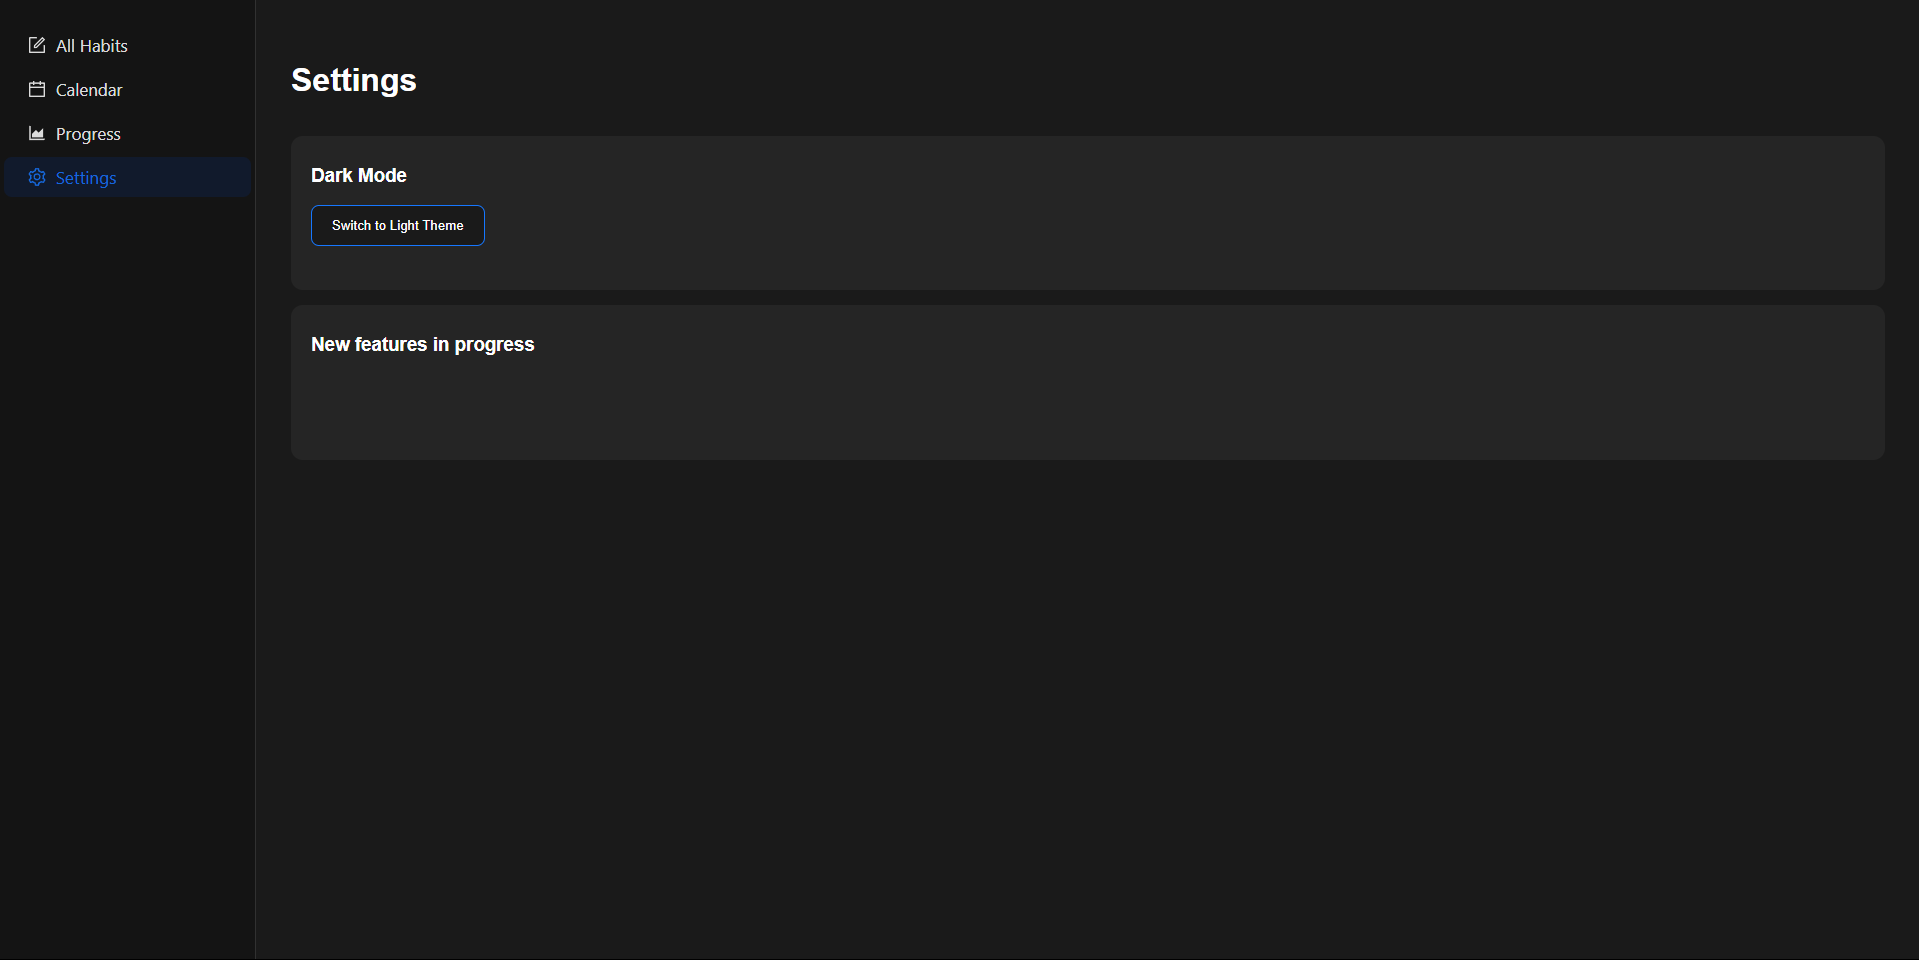 All Habits
Calendar
Progress
Settings
Settings
Dark Mode
Switch to Light Theme
New features in progress